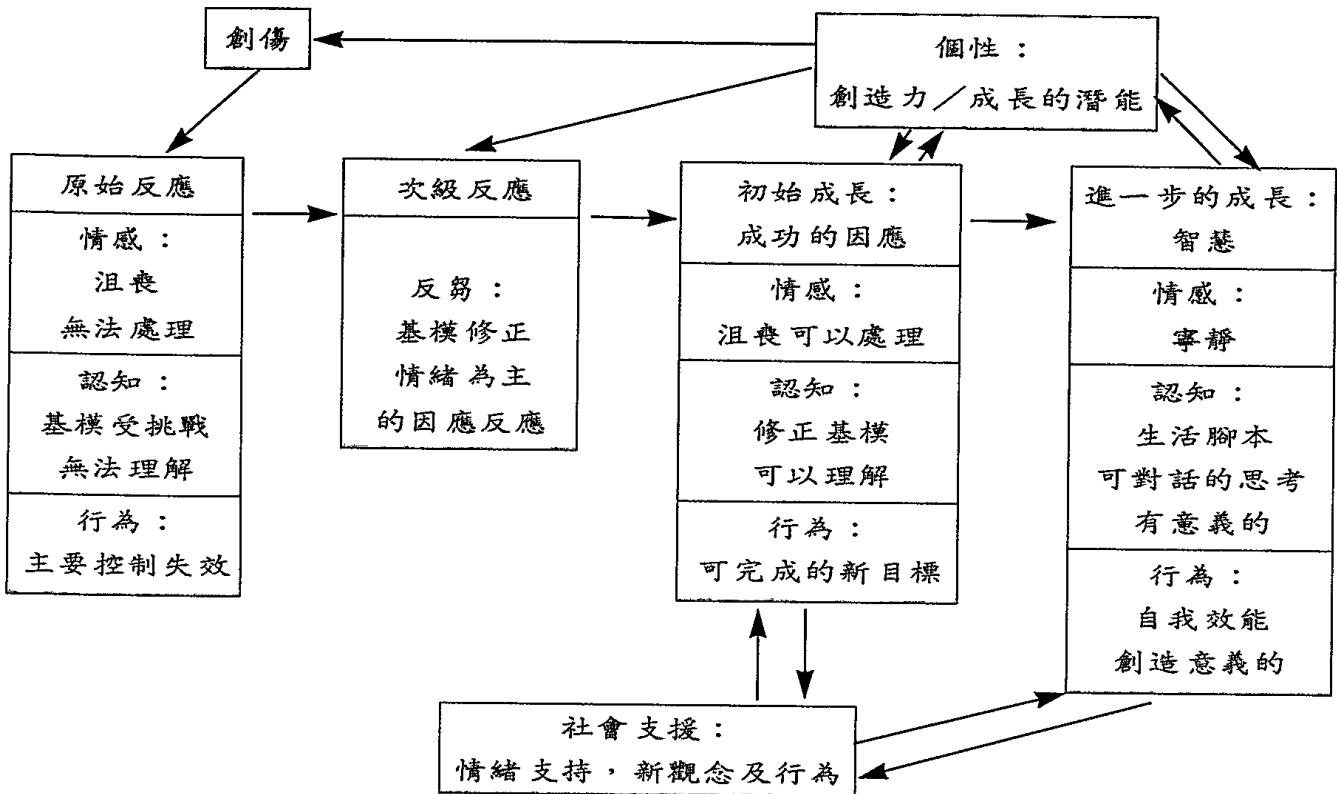 創傷
個性：
創造力／成長的潛能
原始反應
情感：
沮喪
無法處理
認知：
基模受挑戰
無法理解
行為：
主要控制失效
次級反應
反芻：
基模修正
情緒為主
的因應反應
初始成長：
成功的因應
情感：
沮喪可以處理
認知：
修正基模
可以理解
行為：
可完成的新目標
進一步的成長：
智慧
情感：
寧靜
認知：
生活腳本
可對話的思考
有意義的
行為：
自我效能
創造意義的
社會支援：
情緒支持，新觀念及行為